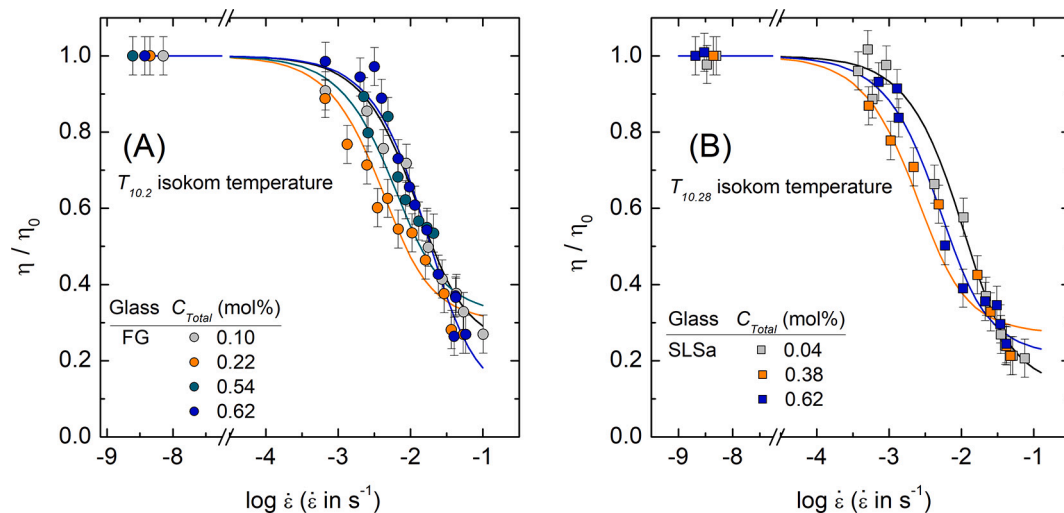 1.0
0.8
0.6
0.4
0.2
0.0
η / η0
(A)
T10.2 isokom temperature
Glass CTotal (mol%)
FG 0.10
0.22
0.54
0.62
-9 -8 -4 -3 -2 -1
log ε̇ (ε̇ in s-1)
1.0
0.8
0.6
0.4
0.2
0.0
η / η0
(B)
T10.28 isokom temperature
Glass CTotal (mol%)
SLSa 0.04
0.38
0.62
-9 -8 -4 -3 -2 -1
log ε̇ (ε̇ in s-1)